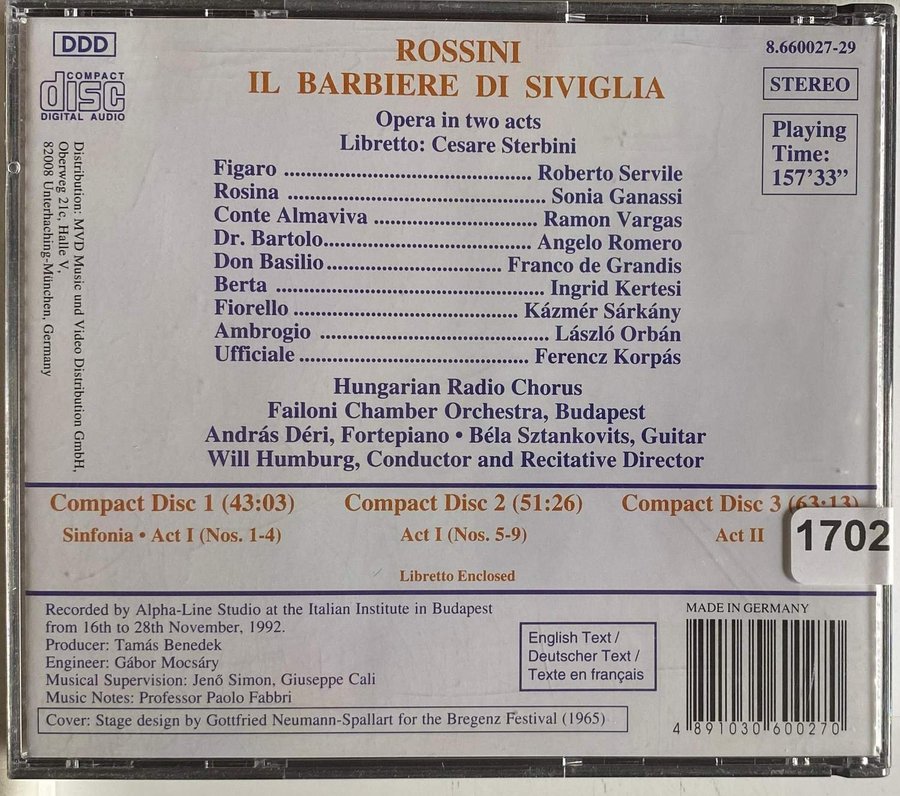 DDD
COMPACT
disc
DIGITAL AUDIO
ROSSINI
IL BARBIERE DI SIVIGLIA
Opera in two acts
Libretto: Cesare Sterbini
8.660027-29
STEREO
Playing
Time:
157'33”
Figaro ........................................ Roberto Servile
Rosina ........................................... Sonia Ganassi
Conte Almaviva ........................... Ramon Vargas
Dr. Bartolo................................... Angelo Romero
Don Basilio............................. Franco de Grandis
Berta ............................................ Ingrid Kertesi
Fiorello ..................................... Kázmér Sárkány
Ambrogio ...................................... László Orbán
Ufficiale ...................................... Ferencz Korpás
Hungarian Radio Chorus
Failoni Chamber Orchestra, Budapest
András Déri, Fortepiano • Béla Sztankovits, Guitar
Will Humburg, Conductor and Recitative Director
Distribution: MVD Music und Video Distribution GmbH,
Oberweg 21c, Halle V,
82008 Unterhaching-München, Germany
Compact Disc 1 (43:03)
Sinfonia • Act I (Nos. 1-4)
Compact Disc 2 (51:26)
Act I (Nos. 5-9)
Compact Disc 3 (63:13)
Act II
1702
Libretto Enclosed
Recorded by Alpha-Line Studio at the Italian Institute in Budapest
from 16th to 28th November, 1992.
Producer: Tamás Benedek
Engineer: Gábor Mocsáry
Musical Supervision: Jenő Simon, Giuseppe Cali
Music Notes: Professor Paolo Fabbri
Cover: Stage design by Gottfried Neumann-Spallart for the Bregenz Festival (1965)
English Text /
Deutscher Text /
Texte en français
MADE IN GERMANY
4 891030 600270